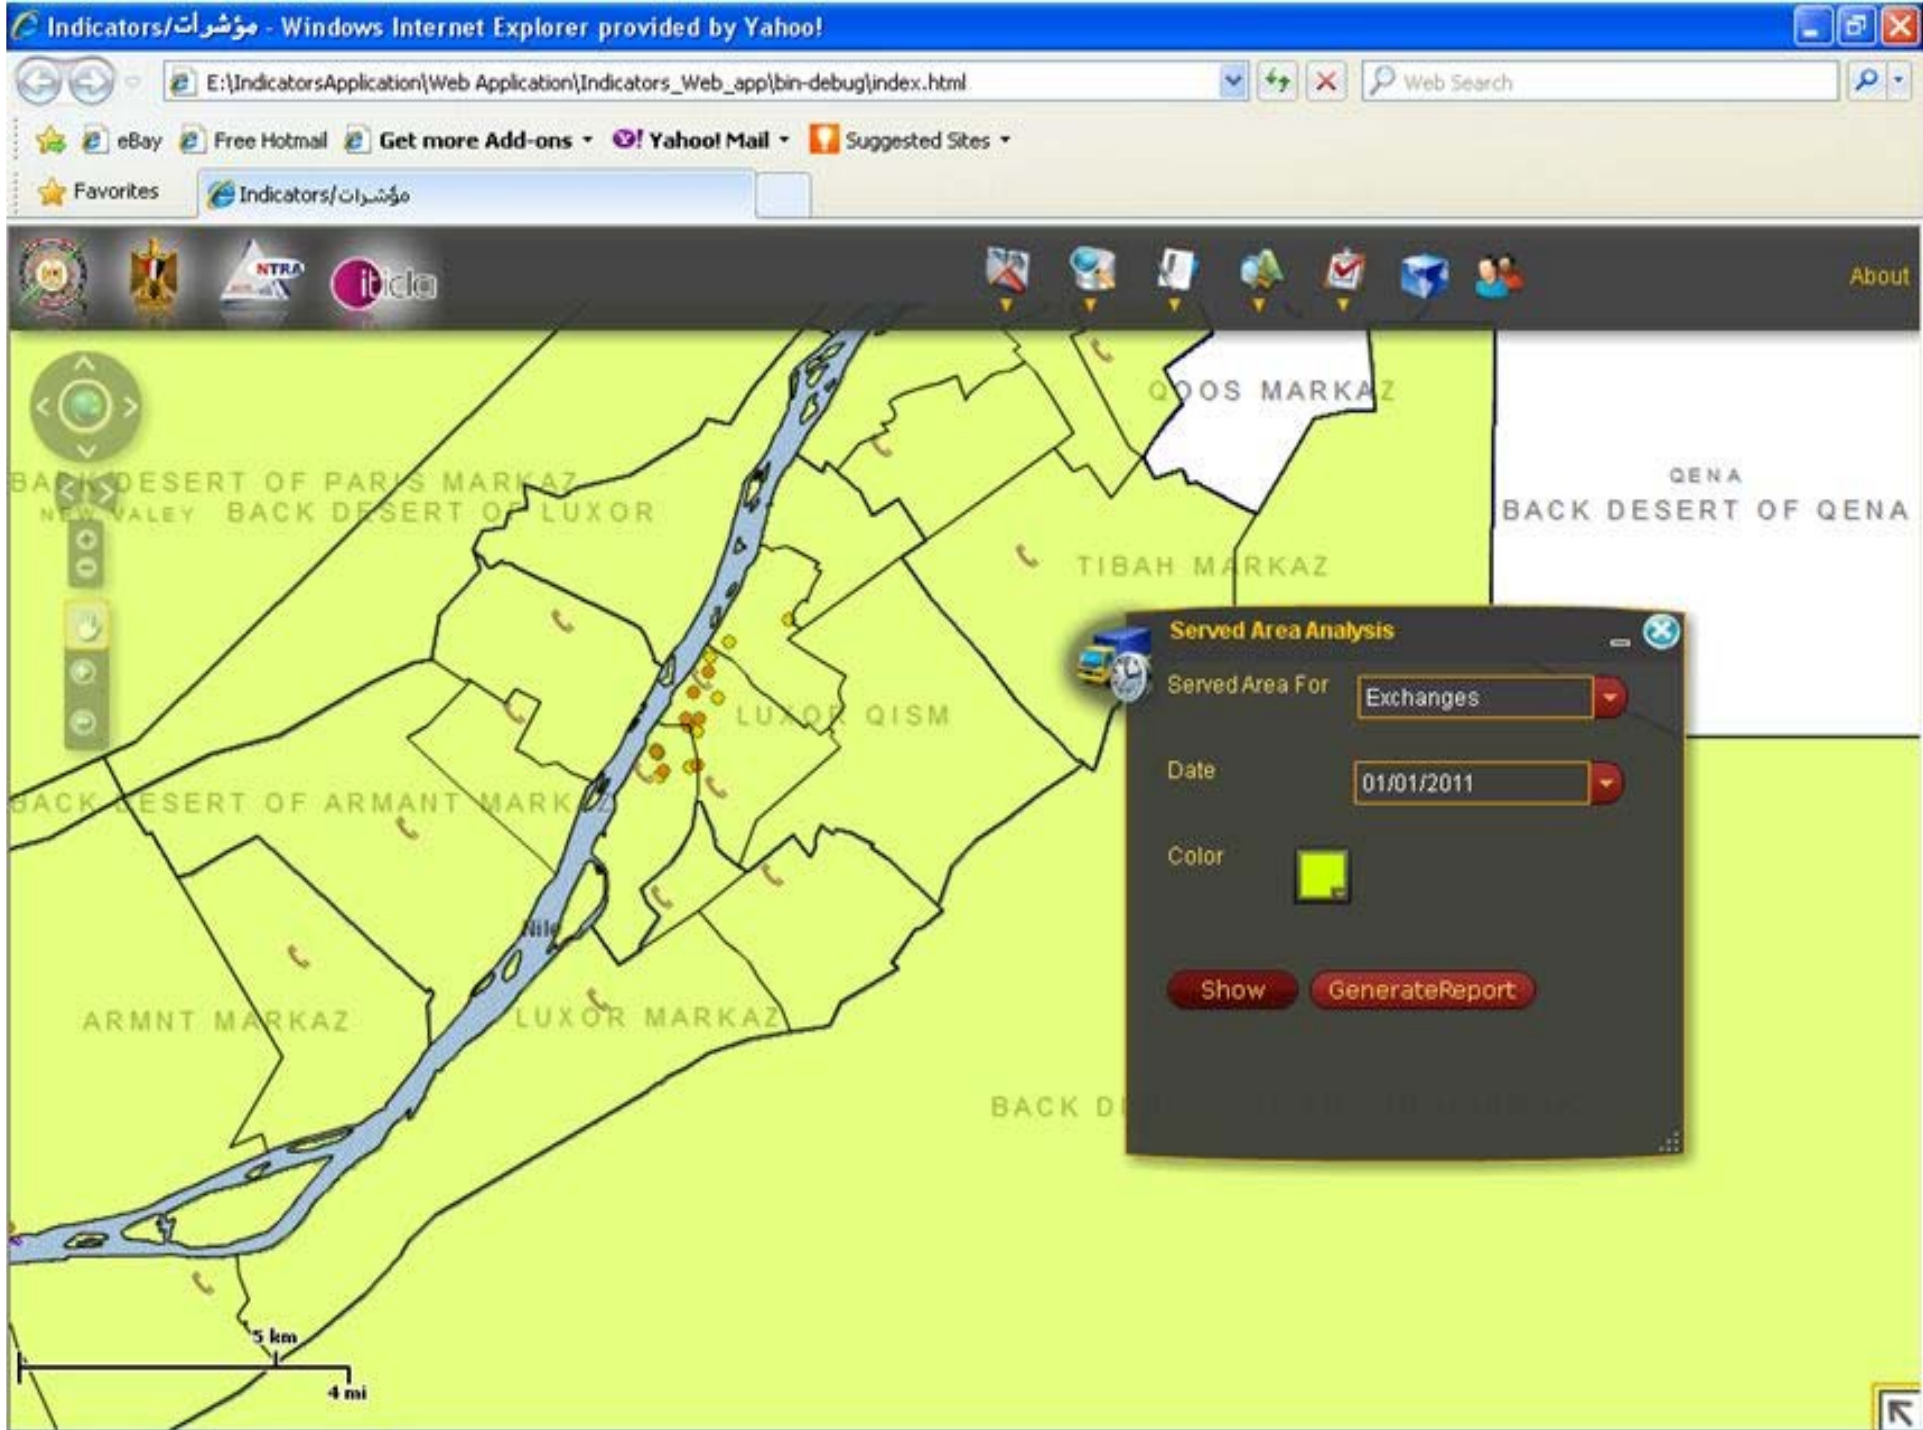 Indicators/مؤشرات - Windows Internet Explorer provided by Yahoo!
E:\IndicatorsApplication\Web Application\Indicators_Web_app\bin-debug\index.html
Web Search
eBay Free Hotmail Get more Add-ons Yahoo! Mail Suggested Sites
Favorites Indicators/مؤشرات
NTRA
About
QOOS MARKAZ
BACK DESERT OF PARIS MARKAZ
QENA
NEW VALEY BACK DESERT OF LUXOR
BACK DESERT OF QENA
TIBAH MARKAZ
Served Area Analysis
Served Area For Exchanges
LUXOR QISM
Date 01/01/2011
BACK DESERT OF ARMANT MARKAZ
Color
Nile
Show GenerateReport
ARMNT MARKAZ
LUXOR MARKAZ
BACK
5 km
4 mi